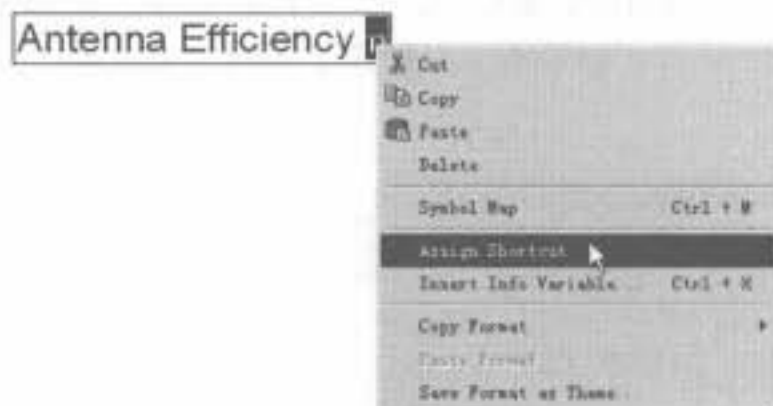 Antenna Efficiency η
Cut
Copy
Paste
Delete
Symbol Map Ctrl + M
Assign Shortcut
Insert Info Variable... Ctrl + H
Copy Format
Paste Format
Save Format as Theme